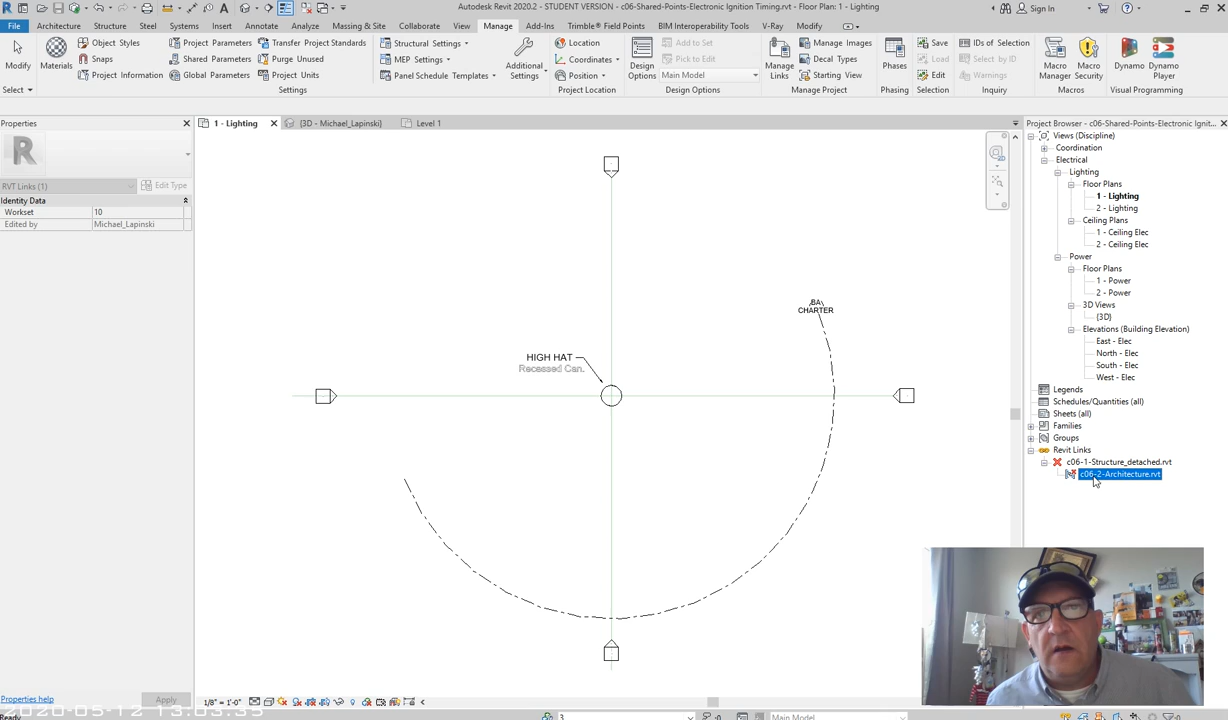 Autodesk Revit 2020.2 - STUDENT VERSION - c06-Shared-Points-Electronic Ignition Timing.rvt - Floor Plan: 1 - Lighting
Sign In
File Architecture Structure Steel Systems Insert Annotate Analyze Massing & Site Collaborate View Manage Add-Ins Trimble® Field Points BIM Interoperability Tools V-Ray Modify
Modify
Select
Materials
Object Styles
Snaps
Project Information
Project Parameters
Shared Parameters
Global Parameters
Transfer Project Standards
Purge Unused
Project Units
Settings
Structural Settings
MEP Settings
Panel Schedule Templates
Additional
Settings
Location
Coordinates
Position
Project Location
Design
Options
Add to Set
Pick to Edit
Main Model
Design Options
Manage
Links
Manage Images
Decal Types
Starting View
Manage Project
Phases
Phasing
Save
Load
Edit
Selection
IDs of Selection
Select by ID
Warnings
Inquiry
Macro
Manager
Macro
Security
Macros
Dynamo
Dynamo
Player
Visual Programming
Properties
R
RVT Links (1)
Edit Type
Identity Data
Workset 10
Edited by Michael_Lapinski
Properties help
Apply
2020-05-12 13:03:33
Ready
1 - Lighting
{3D - Michael_Lapinski}
Level 1
2D
BA
CHARTER
HIGH HAT
Recessed Can.
1/8" = 1'-0"
3
Main Model
Project Browser - c06-Shared-Points-Electronic Ignit...
Views (Discipline)
Coordination
Electrical
Lighting
Floor Plans
1 - Lighting
2 - Lighting
Ceiling Plans
1 - Ceiling Elec
2 - Ceiling Elec
Power
Floor Plans
1 - Power
2 - Power
3D Views
{3D}
Elevations (Building Elevation)
East - Elec
North - Elec
South - Elec
West - Elec
Legends
Schedules/Quantities (all)
Sheets (all)
Families
Groups
Revit Links
c06-1-Structure_detached.rvt
c06-2-Architecture.rvt